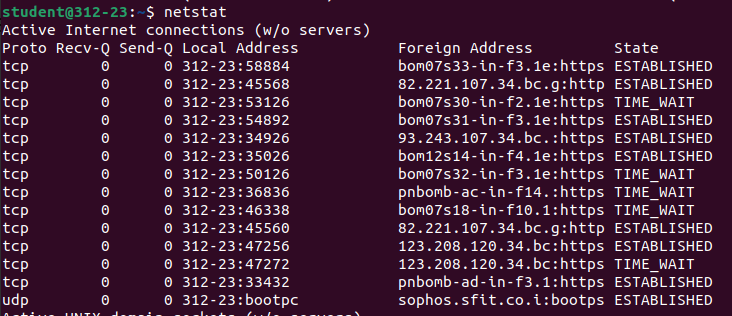 student@312-23:~$ netstat
Active Internet connections (w/o servers)
Proto Recv-Q Send-Q Local Address           Foreign Address         State
tcp        0      0 312-23:58884            bom07s33-in-f3.1e:https ESTABLISHED
tcp        0      0 312-23:45568            82.221.107.34.bc.g:http ESTABLISHED
tcp        0      0 312-23:53126            bom07s30-in-f2.1e:https TIME_WAIT
tcp        0      0 312-23:54892            bom07s31-in-f3.1e:https ESTABLISHED
tcp        0      0 312-23:34926            93.243.107.34.bc.:https ESTABLISHED
tcp        0      0 312-23:35026            bom12s14-in-f4.1e:https ESTABLISHED
tcp        0      0 312-23:50126            bom07s32-in-f3.1e:https TIME_WAIT
tcp        0      0 312-23:36836            pnbomb-ac-in-f14.:https TIME_WAIT
tcp        0      0 312-23:46338            bom07s18-in-f10.1:https TIME_WAIT
tcp        0      0 312-23:45560            82.221.107.34.bc.g:http ESTABLISHED
tcp        0      0 312-23:47256            123.208.120.34.bc:https ESTABLISHED
tcp        0      0 312-23:47272            123.208.120.34.bc:https TIME_WAIT
tcp        0      0 312-23:33432            pnbomb-ad-in-f3.1:https ESTABLISHED
udp        0      0 312-23:bootpc           sophos.sfit.co.i:bootps ESTABLISHED
Active UNIX domain sockets (w/o servers)